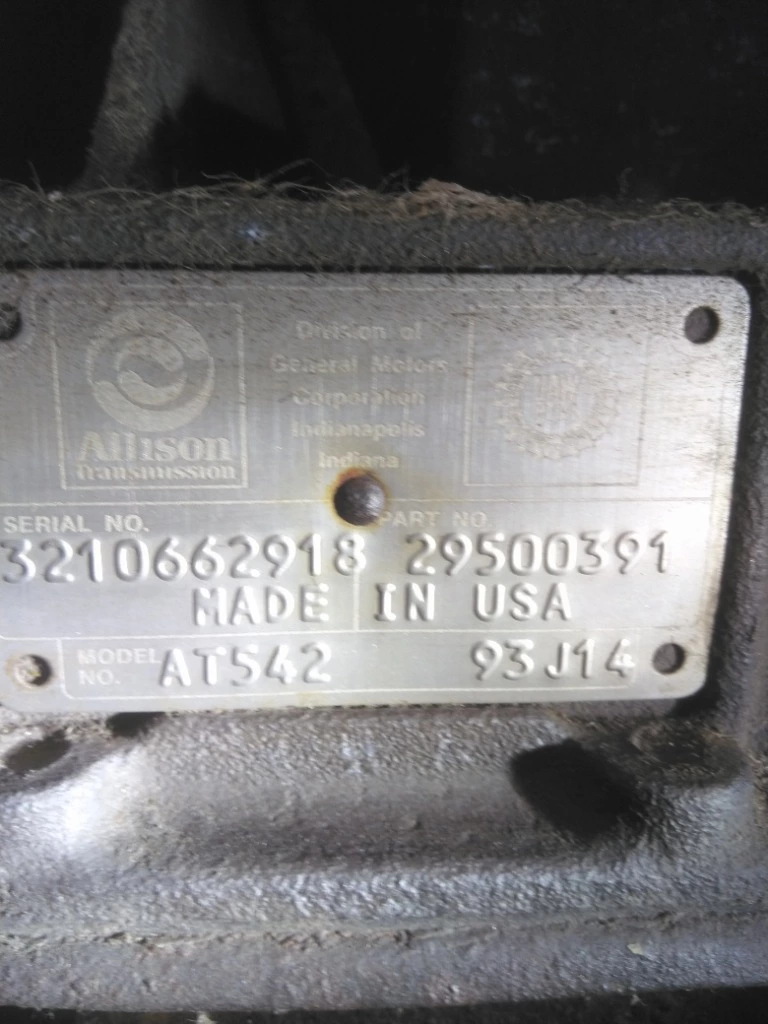 Allison
Transmission
Division of
General Motors
Corporation
Indianapolis
Indiana
UAW
SERIAL NO.
PART NO.
3210662918 29500391
MADE IN USA
MODEL NO. AT542 93J14